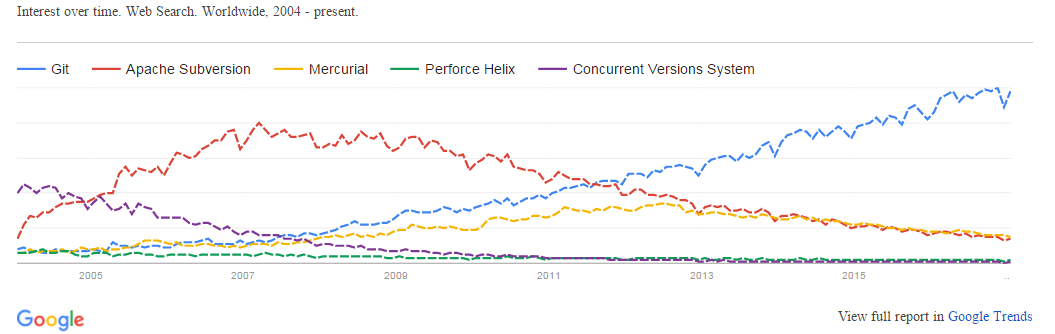 Interest over time. Web Search. Worldwide, 2004 - present.
Git Apache Subversion Mercurial Perforce Helix Concurrent Versions System
2005 2007 2009 2011 2013 2015 ..
Google View full report in Google Trends